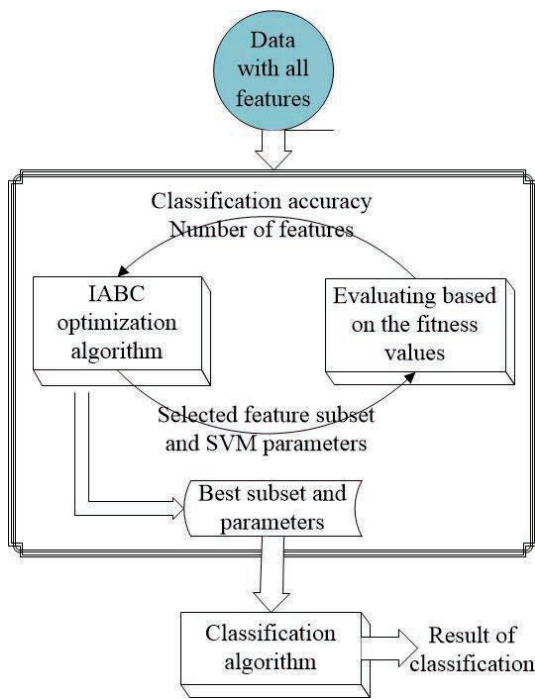 Data
with all
features
Classification accuracy
Number of features
IABC
optimization
algorithm
Evaluating based
on the fitness
values
Selected feature subset
and SVM parameters
Best subset and
parameters
Classification
algorithm
Result of
classification